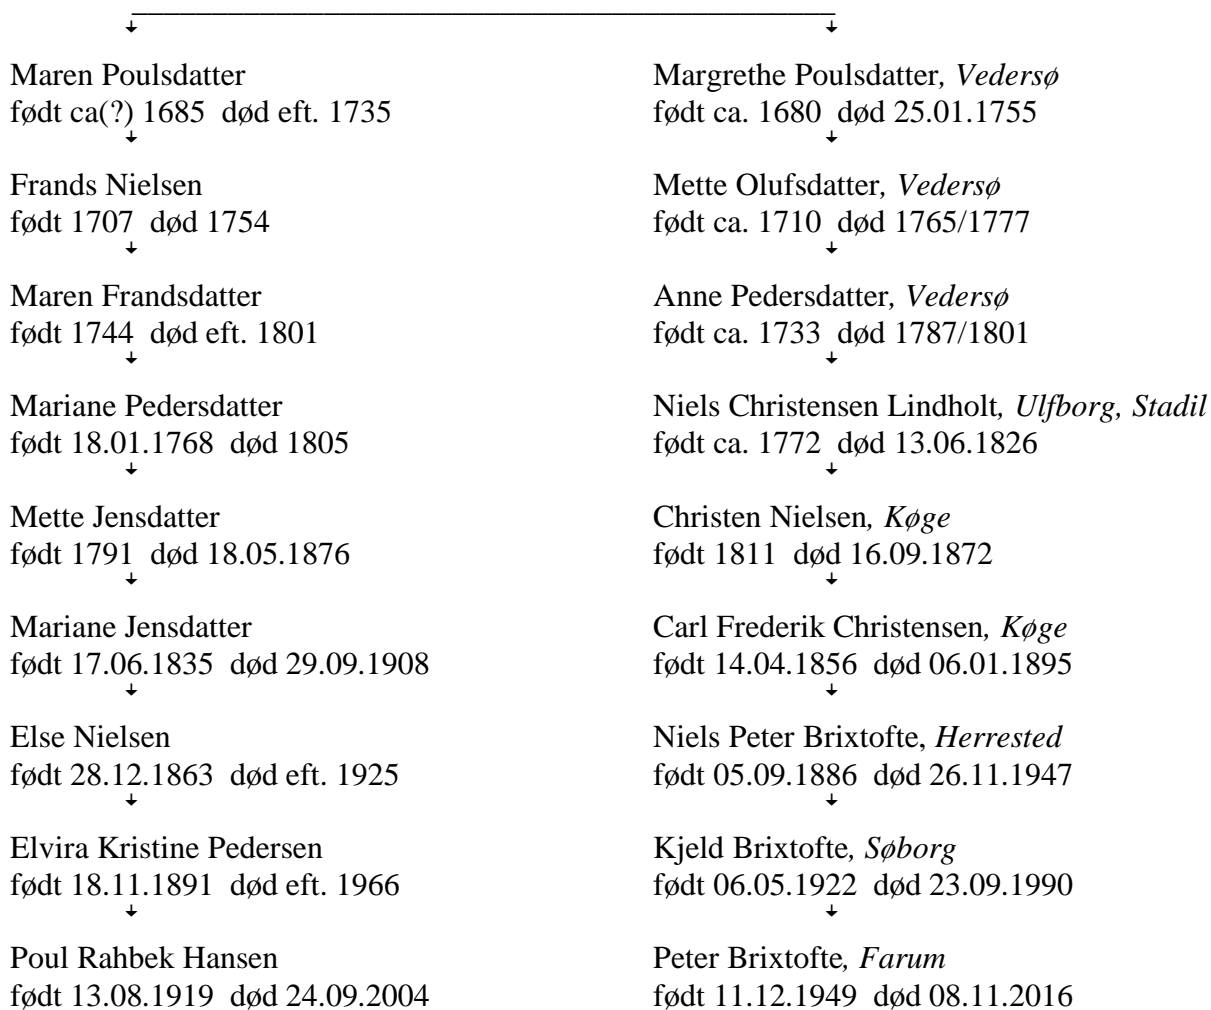 Maren Poulsdatter
født ca(?) 1685 død eft. 1735
Frands Nielsen
født 1707 død 1754
Maren Frandsdatter
født 1744 død eft. 1801
Mariane Pedersdatter
født 18.01.1768 død 1805
Mette Jensdatter
født 1791 død 18.05.1876
Mariane Jensdatter
født 17.06.1835 død 29.09.1908
Else Nielsen
født 28.12.1863 død eft. 1925
Elvira Kristine Pedersen
født 18.11.1891 død eft. 1966
Poul Rahbek Hansen
født 13.08.1919 død 24.09.2004
Margrethe Poulsdatter, Vedersø
født ca. 1680 død 25.01.1755
Mette Olufsdatter, Vedersø
født ca. 1710 død 1765/1777
Anne Pedersdatter, Vedersø
født ca. 1733 død 1787/1801
Niels Christensen Lindholt, Ulfborg, Stadil
født ca. 1772 død 13.06.1826
Christen Nielsen, Køge
født 1811 død 16.09.1872
Carl Frederik Christensen, Køge
født 14.04.1856 død 06.01.1895
Niels Peter Brixtofte, Herrested
født 05.09.1886 død 26.11.1947
Kjeld Brixtofte, Søborg
født 06.05.1922 død 23.09.1990
Peter Brixtofte, Farum
født 11.12.1949 død 08.11.2016